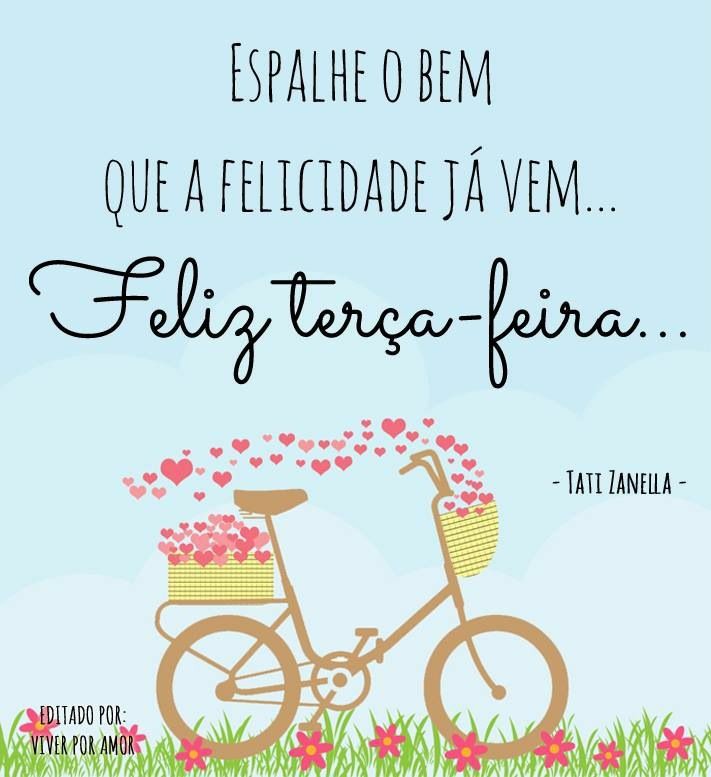 ESPALHE O BEM
QUE A FELICIDADE JÁ VEM...
Feliz terça-feira...
- TATI ZANELLA -
EDITADO POR:
VIVER POR AMOR